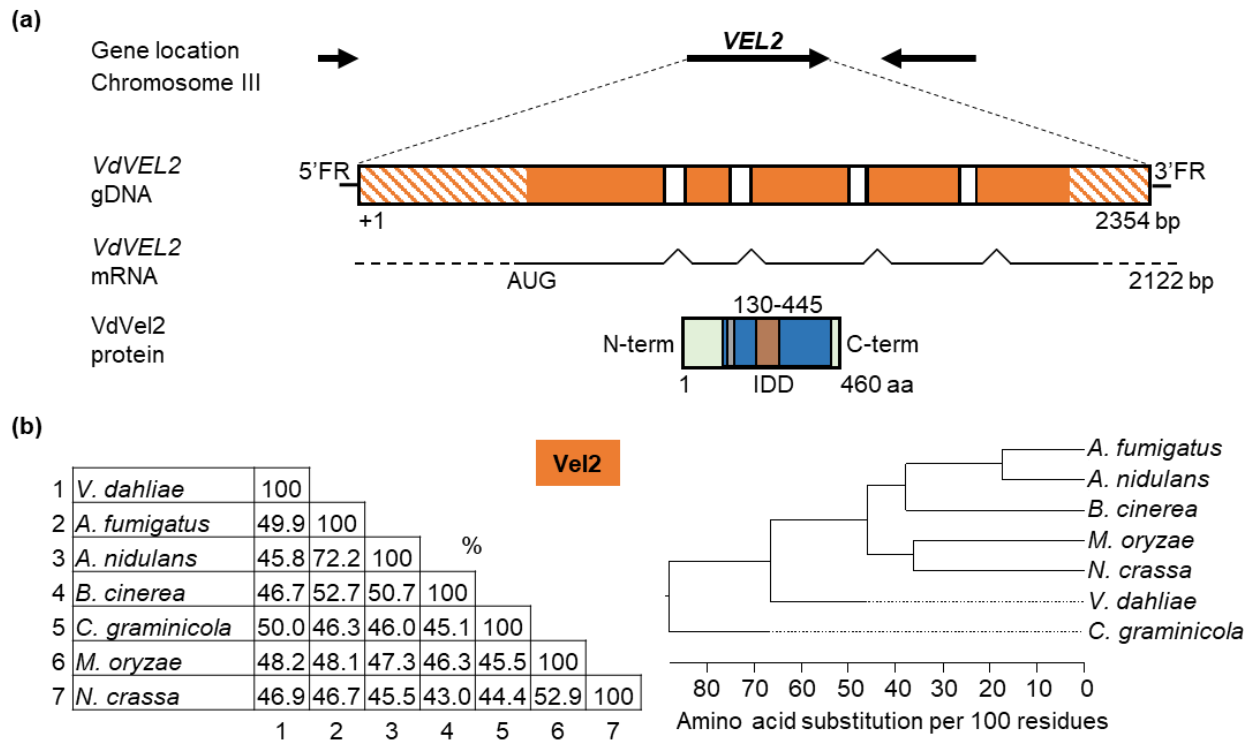 (a)
Gene location
Chromosome III
VEL2
VdVEL2
gDNA
5'FR
3'FR
+1
2354 bp
VdVEL2
mRNA
AUG
2122 bp
VdVel2
protein
130-445
N-term
C-term
1
IDD
460 aa
(b)
Vel2
1 V. dahliae 100
2 A. fumigatus 49.9 100
3 A. nidulans 45.8 72.2 100
%
4 B. cinerea 46.7 52.7 50.7 100
5 C. graminicola 50.0 46.3 46.0 45.1 100
6 M. oryzae 48.2 48.1 47.3 46.3 45.5 100
7 N. crassa 46.9 46.7 45.5 43.0 44.4 52.9 100
1 2 3 4 5 6 7
A. fumigatus
A. nidulans
B. cinerea
M. oryzae
N. crassa
V. dahliae
C. graminicola
80 70 60 50 40 30 20 10 0
Amino acid substitution per 100 residues